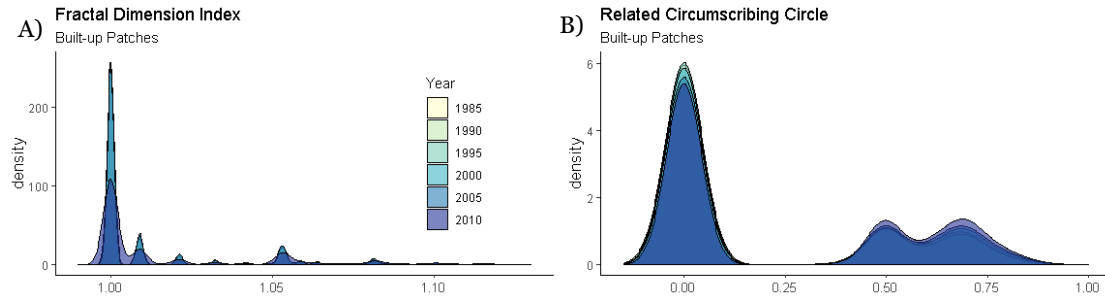 A)
Fractal Dimension Index
Built-up Patches
density
200
100
0
1.00
1.05
1.10
Year
1985
1990
1995
2000
2005
2010
B)
Related Circumscribing Circle
Built-up Patches
density
6
4
2
0
0.00
0.25
0.50
0.75
1.00